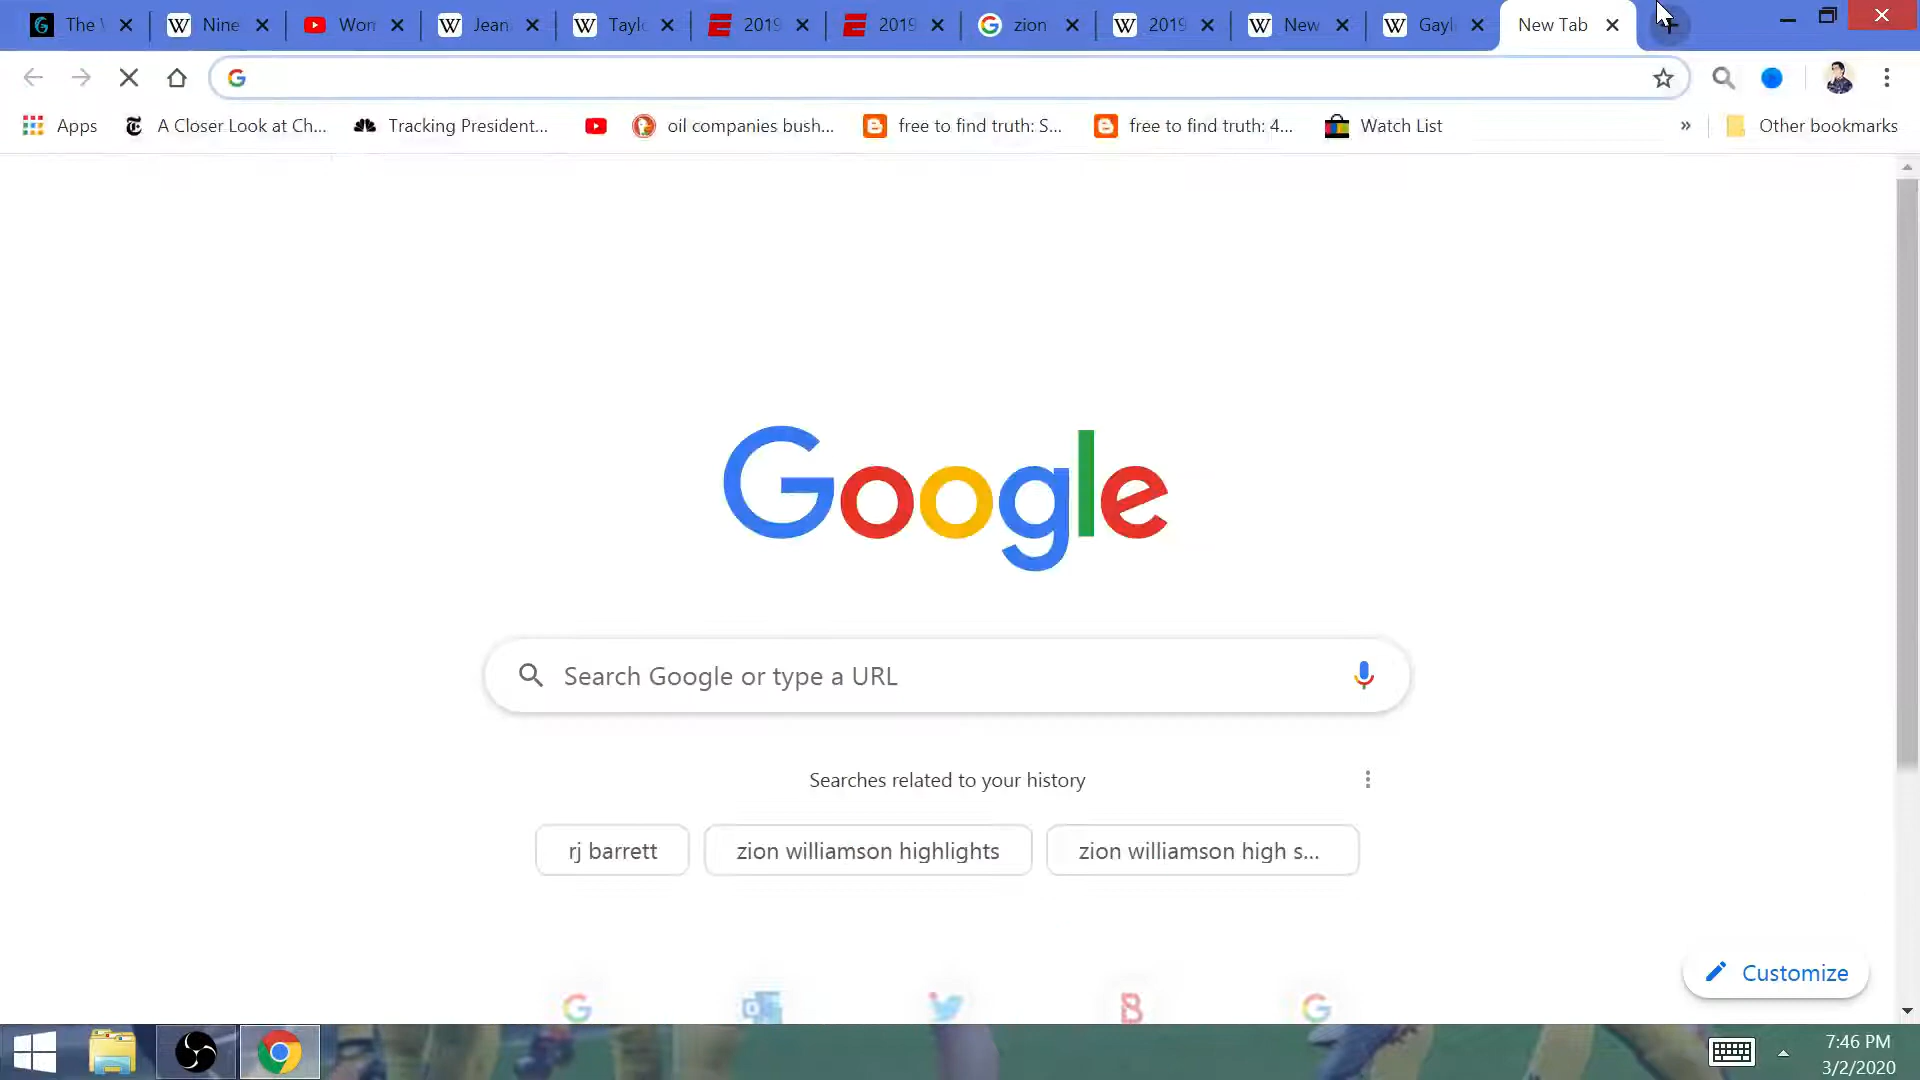 The
Nine
Won
Jean
Tayl
2019
2019
zion
2019
New
Gayl
New Tab
Apps
A Closer Look at Ch...
Tracking President...
oil companies bush...
free to find truth: S...
free to find truth: 4...
Watch List
»
Other bookmarks
Google
Search Google or type a URL
Searches related to your history
rj barrett
zion williamson highlights
zion williamson high s...
Customize
7:46 PM
3/2/2020